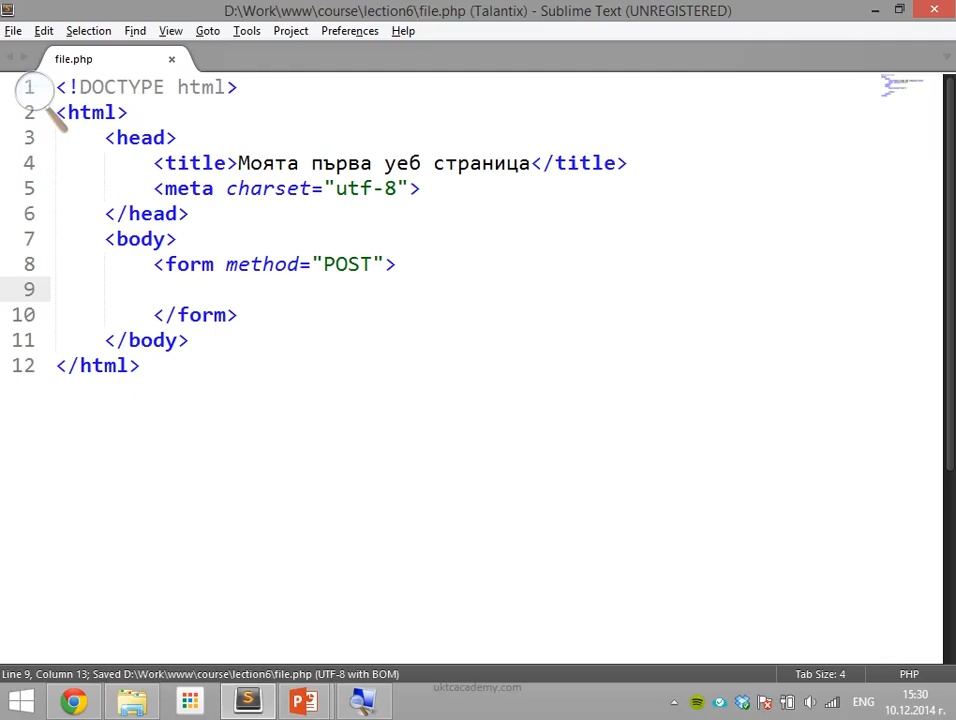 D:\Work\www\course\lection6\file.php (Talantix) - Sublime Text (UNREGISTERED)
File Edit Selection Find View Goto Tools Project Preferences Help
file.php
1 <!DOCTYPE html>
2 <html>
3 <head>
4 <title>Моята първа уеб страница</title>
5 <meta charset="utf-8">
6 </head>
7 <body>
8 <form method="POST">
9
10 </form>
11 </body>
12 </html>
Line 9, Column 13; Saved D:\Work\www\course\lection6\file.php (UTF-8 with BOM) Tab Size: 4 PHP
uktcacademy.com
ENG
15:30
10.12.2014 г.